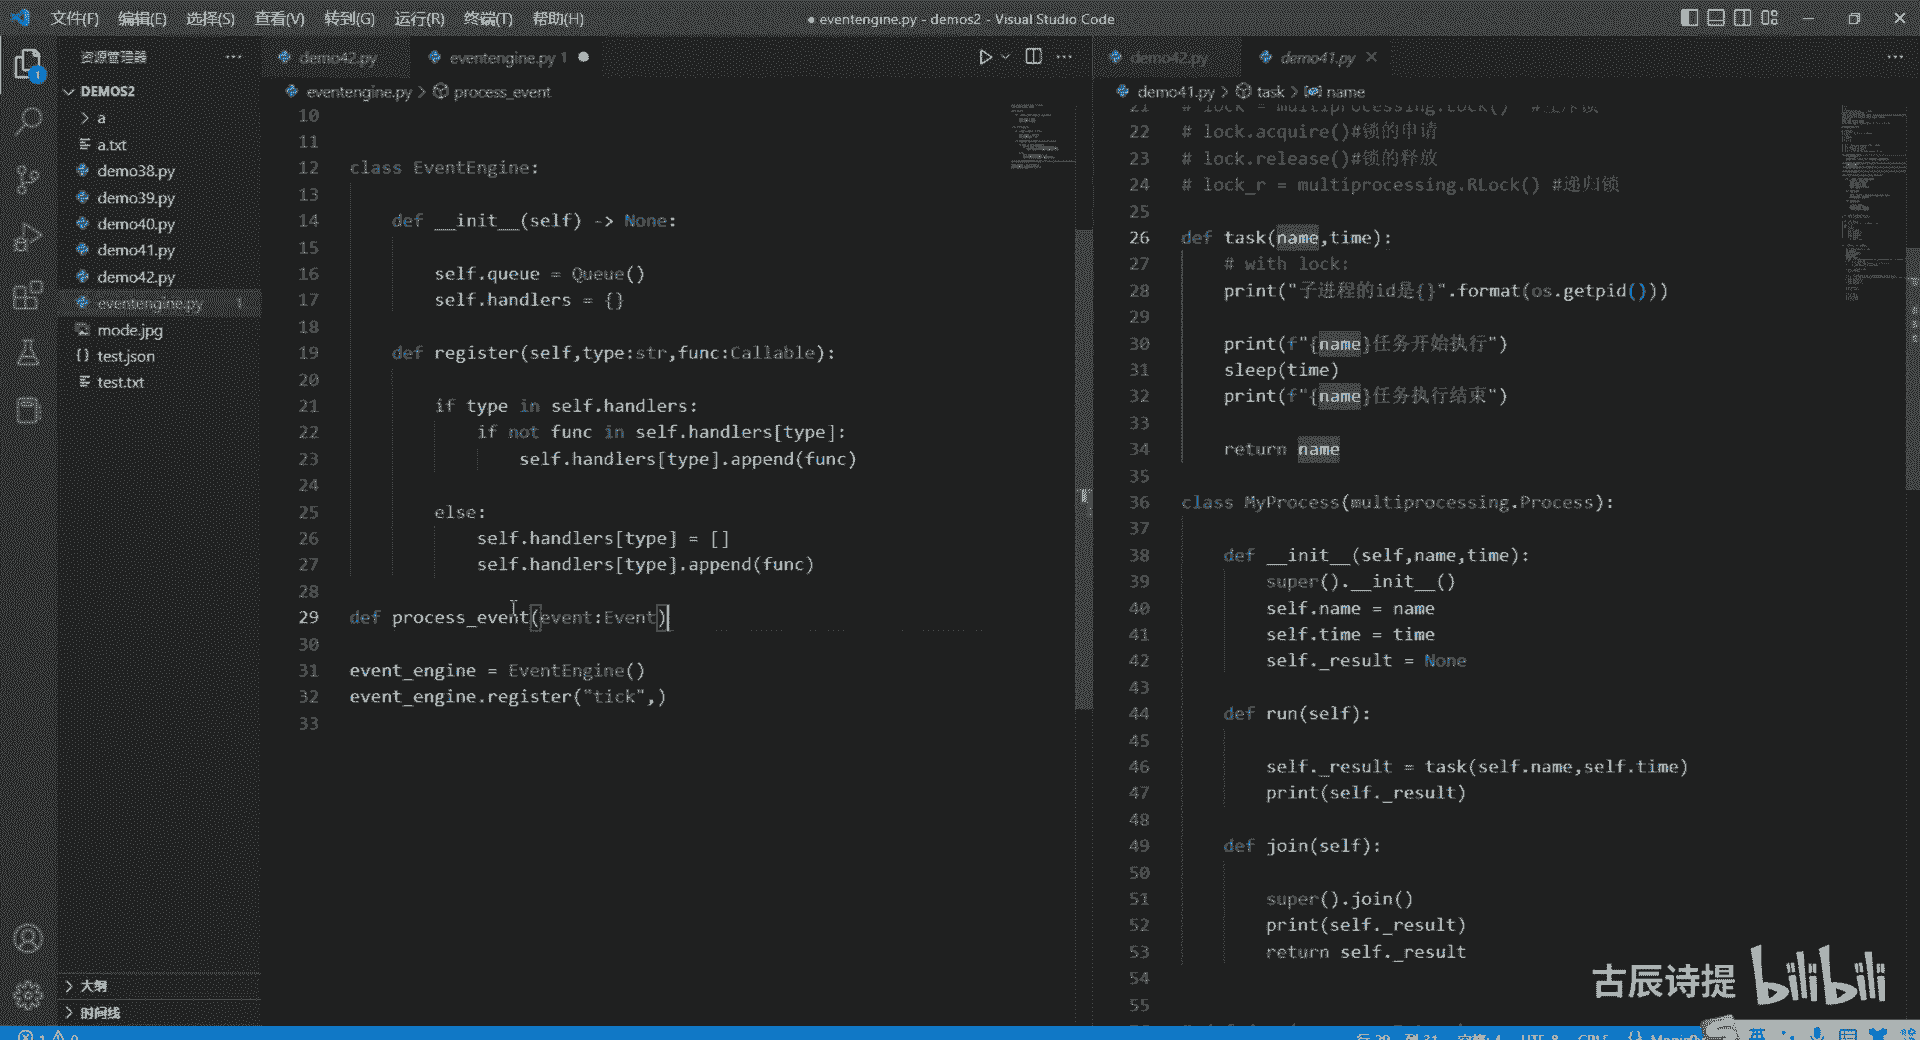 文件(F) 编辑(E) 选择(S) 查看(V) 转到(G) 运行(R) 终端(T) 帮助(H)
● eventengine.py - demos2 - Visual Studio Code
资源管理器
DEMOS2
a
a.txt
demo38.py
demo39.py
demo40.py
demo41.py
demo42.py
eventengine.py 1
mode.jpg
test.json
test.txt
大纲
时间线
demo42.py
eventengine.py 1
eventengine.py > process_event
10
11
12 class EventEngine:
13
14 def __init__(self) -> None:
15
16 self.queue = Queue()
17 self.handlers = {}
18
19 def register(self,type:str,func:Callable):
20
21 if type in self.handlers:
22 if not func in self.handlers[type]:
23 self.handlers[type].append(func)
24
25 else:
26 self.handlers[type] = []
27 self.handlers[type].append(func)
28
29 def process_event(event:Event)
30
31 event_engine = EventEngine()
32 event_engine.register("tick",)
33
demo42.py
demo41.py
demo41.py > task > name
21 # lock = multiprocessing.Lock()
22 # lock.acquire()#锁的申请
23 # lock.release()#锁的释放
24 # lock_r = multiprocessing.RLock() #递归锁
25
26 def task(name,time):
27 # with lock:
28 print("子进程的id是{}".format(os.getpid()))
29
30 print(f"{name}任务开始执行")
31 sleep(time)
32 print(f"{name}任务执行结束")
33
34 return name
35
36 class MyProcess(multiprocessing.Process):
37
38 def __init__(self,name,time):
39 super().__init__()
40 self.name = name
41 self.time = time
42 self._result = None
43
44 def run(self):
45
46 self._result = task(self.name,self.time)
47 print(self._result)
48
49 def join(self):
50
51 super().join()
52 print(self._result)
53 return self._result
54
55
古辰诗提 bilibili